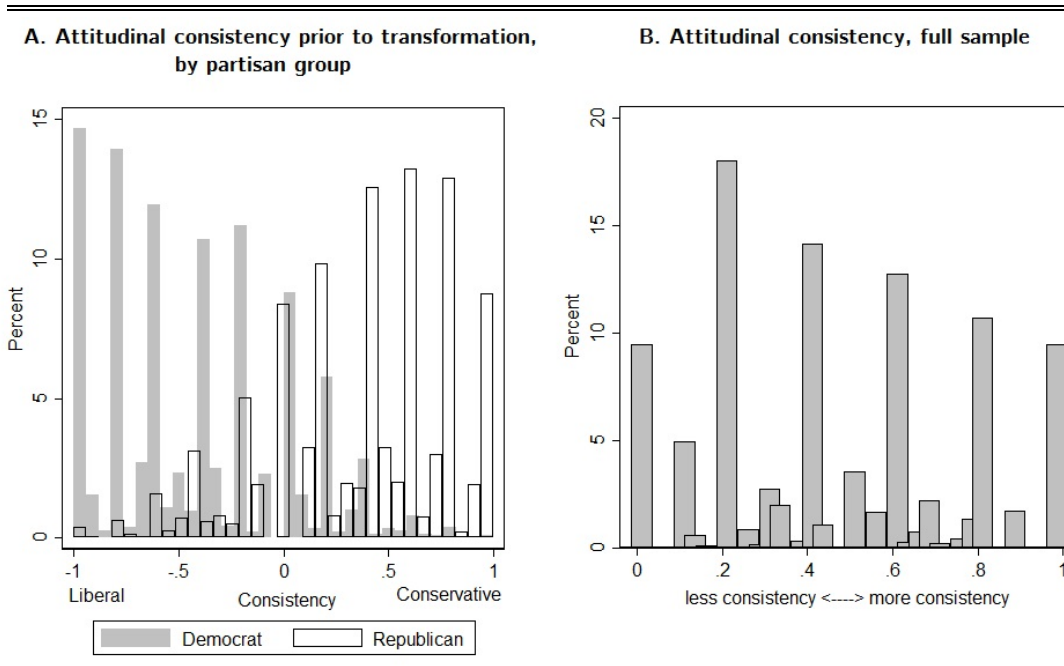 A. Attitudinal consistency prior to transformation,
by partisan group
15
10
5
0
Percent
-1
-.5
0
.5
1
Liberal
Consistency
Conservative
Democrat
Republican
B. Attitudinal consistency, full sample
20
15
10
5
0
Percent
0
.2
.4
.6
.8
1
less consistency <----> more consistency